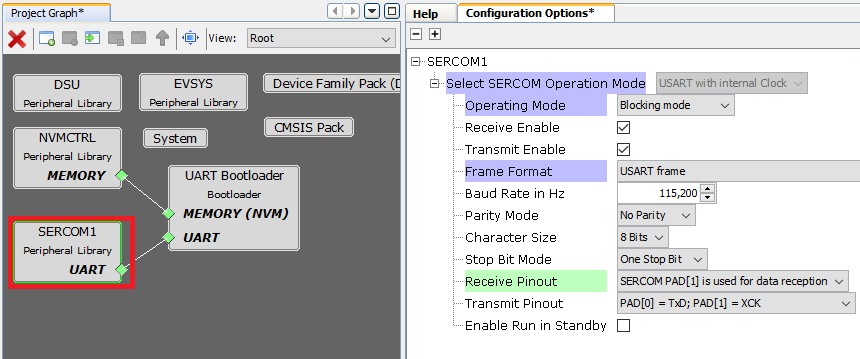 Project Graph*
View: Root
DSU
Peripheral Library
EVSYS
Peripheral Library
Device Family Pack (D
NVMCTRL
Peripheral Library
MEMORY
System
CMSIS Pack
UART Bootloader
Bootloader
MEMORY (NVM)
UART
SERCOM1
Peripheral Library
UART
Help
Configuration Options*
SERCOM1
Select SERCOM Operation Mode USART with internal Clock
Operating Mode Blocking mode
Receive Enable
Transmit Enable
Frame Format USART frame
Baud Rate in Hz 115,200
Parity Mode No Parity
Character Size 8 Bits
Stop Bit Mode One Stop Bit
Receive Pinout SERCOM PAD[1] is used for data reception
Transmit Pinout PAD[0] = TxD; PAD[1] = XCK
Enable Run in Standby